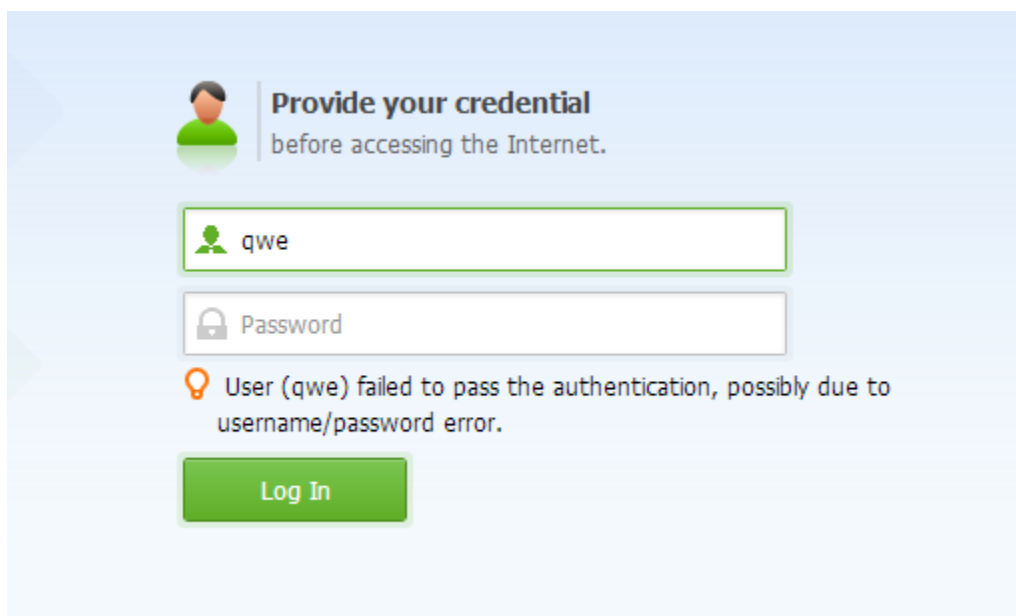 Provide your credential
before accessing the Internet.
qwe
Password
User (qwe) failed to pass the authentication, possibly due to
username/password error.
Log In